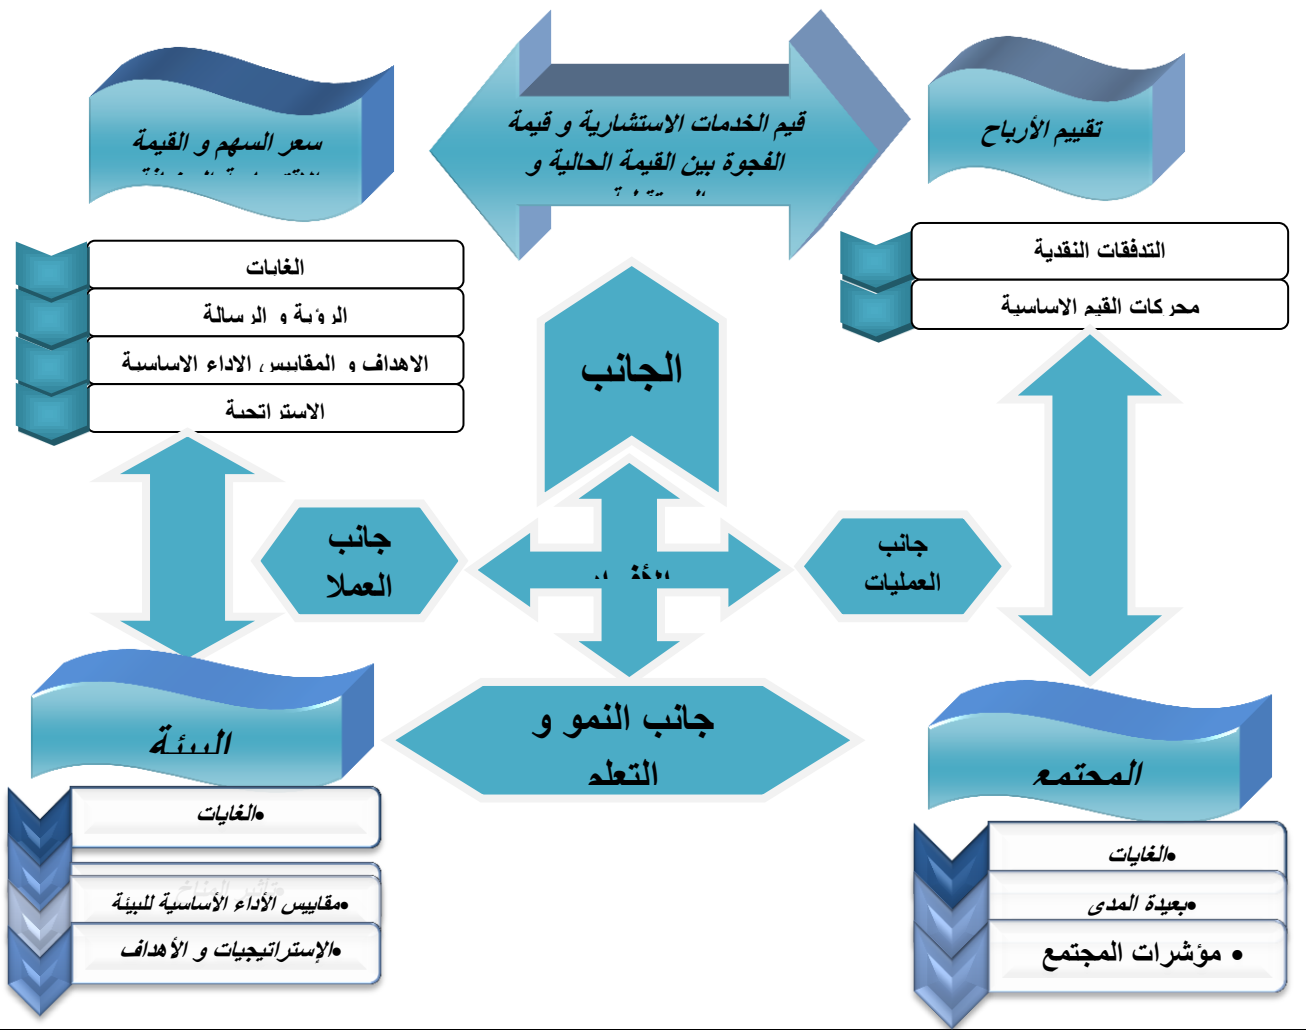 تقييم الأرباح
قيم الخدمات الاستشارية و قيمة
الفجوة بين القيمة الحالية و
سعر السهم و القيمة
التدفقات النقدية
محركات القيم الاساسية
الغايات
الرؤية و الرسالة
الاهداف و المقاييس الاداء الاساسية
الاستراتجية
الجانب
جانب
العمليات
جانب
العملا
جانب النمو و
التعلم
المجتمع
•الغايات
•بعيدة المدى
• مؤشرات المجتمع
البيئة
•الغايات
•تأثير المناخ
•مقاييس الأداء الأساسية للبيئة
•الإستراتيجيات و الأهداف